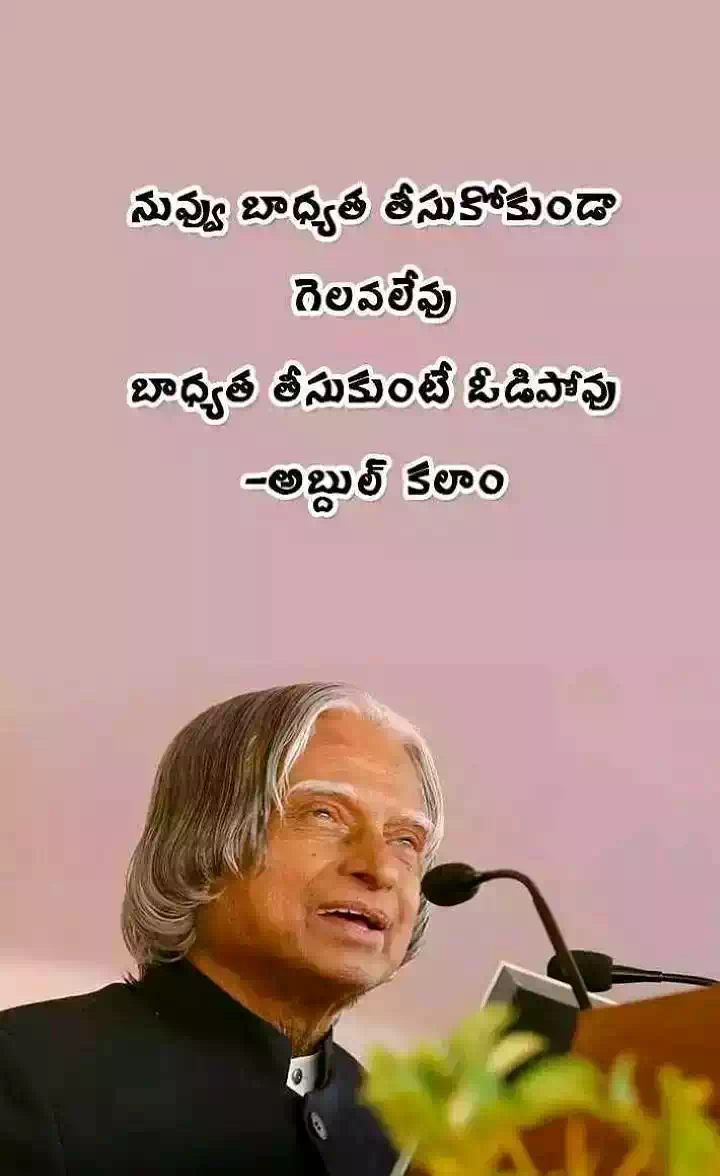 నువ్వు బాధ్యత తీసుకోకుండా
గెలవలేవు
బాధ్యత తీసుకుంటే ఓడిపోవు
-అబ్దుల్ కలాం